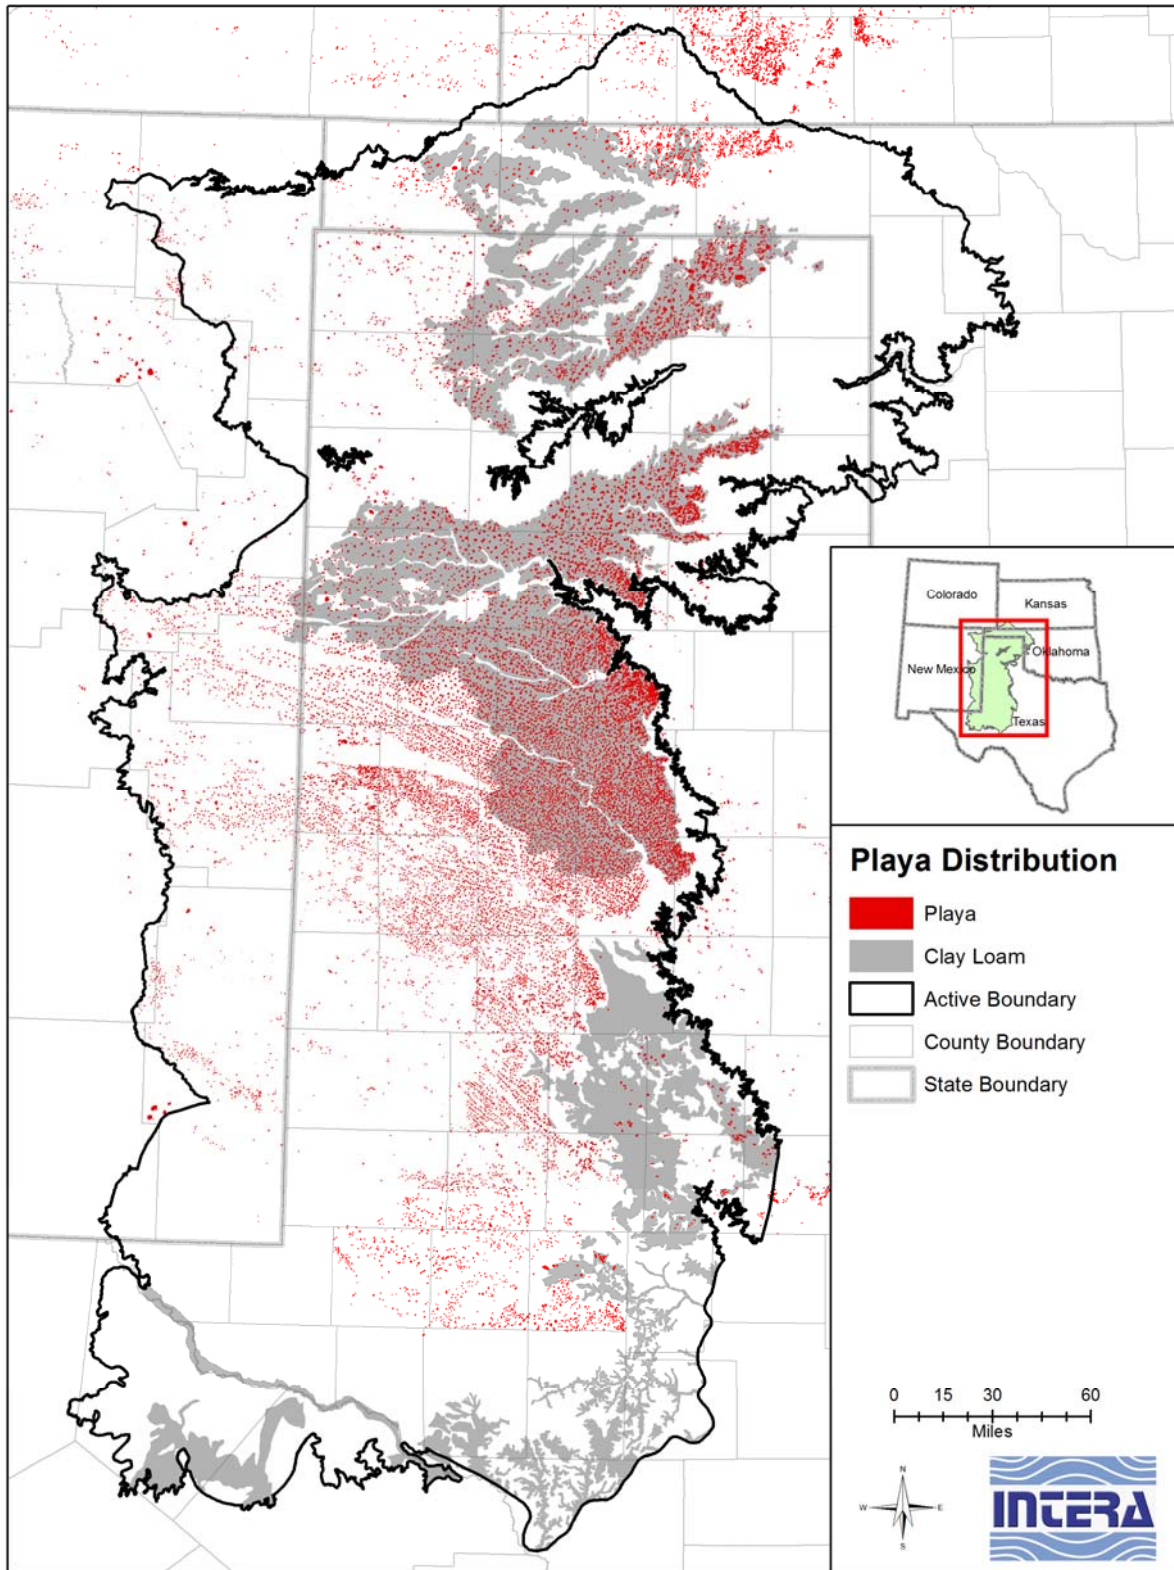 Colorado
Kansas
New Mexico
Oklahoma
Texas
Playa Distribution
Playa
Clay Loam
Active Boundary
County Boundary
State Boundary
0 15 30 60
Miles
N
W E
S
INTERA